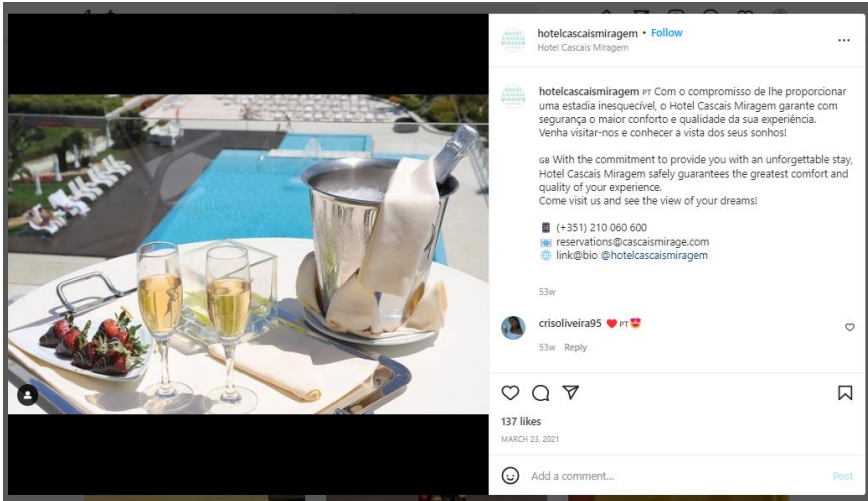 hotelcascaismiragem • Follow
Hotel Cascais Miragem
hotelcascaismiragem PT Com o compromisso de lhe proporcionar
uma estadia inesquecível, o Hotel Cascais Miragem garante com
segurança o maior conforto e qualidade da sua experiência.
Venha visitar-nos e conhecer a vista dos seus sonhos!
GB With the commitment to provide you with an unforgettable stay,
Hotel Cascais Miragem safely guarantees the greatest comfort and
quality of your experience.
Come visit us and see the view of your dreams!
(+351) 210 060 600
reservations@cascaismirage.com
link@bio @hotelcascaismiragem
53w
crisoliveira95 ❤️ PT 😍
53w Reply
137 likes
MARCH 23, 2021
Add a comment... Post